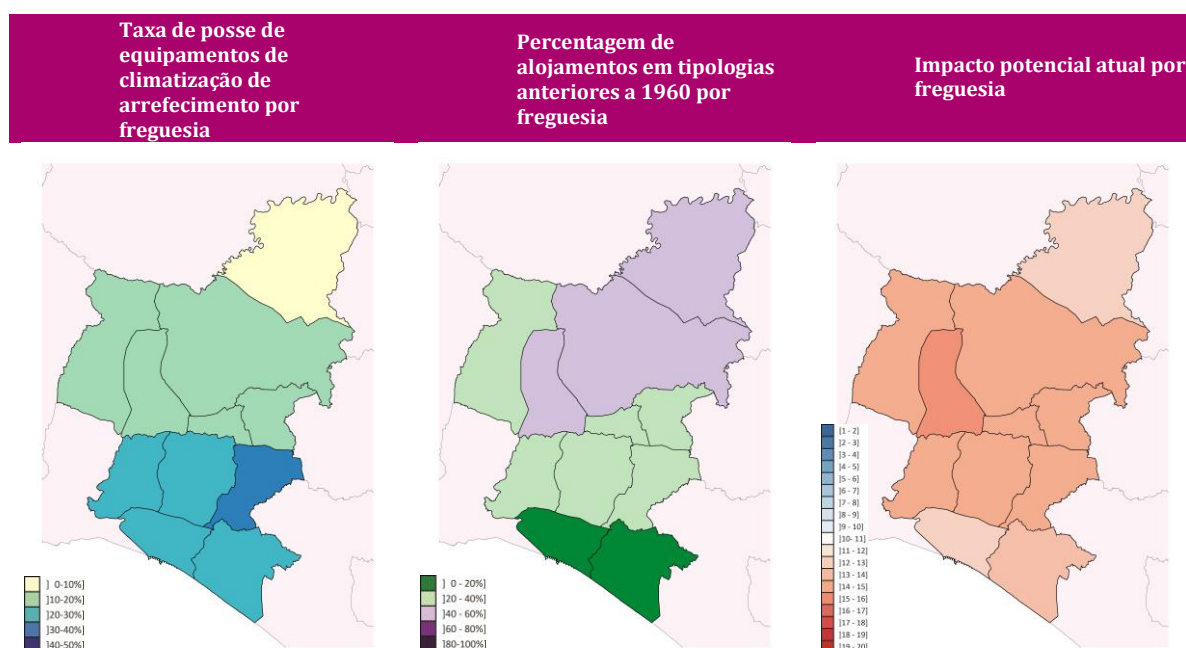 Taxa de posse de
equipamentos de
climatização de
arrefecimento por
freguesia
Percentagem de
alojamentos em tipologias
anteriores a 1960 por
freguesia
Impacto potencial atual por
freguesia
] 0-10%]
]10-20%]
]20-30%]
]30-40%]
]40-50%]
] 0 - 20%]
]20 - 40%]
]40 - 60%]
]60 - 80%]
]80-100%]
]1 - 2]
]2 - 3]
]3 - 4]
]4 - 5]
]5 - 6]
]6 - 7]
]7 - 8]
]8 - 9]
]9 - 10]
]10 - 11]
]11 - 12]
]12 - 13]
]13 - 14]
]14 - 15]
]15 - 16]
]16 - 17]
]17 - 18]
]18 - 19]
]19 - 20]